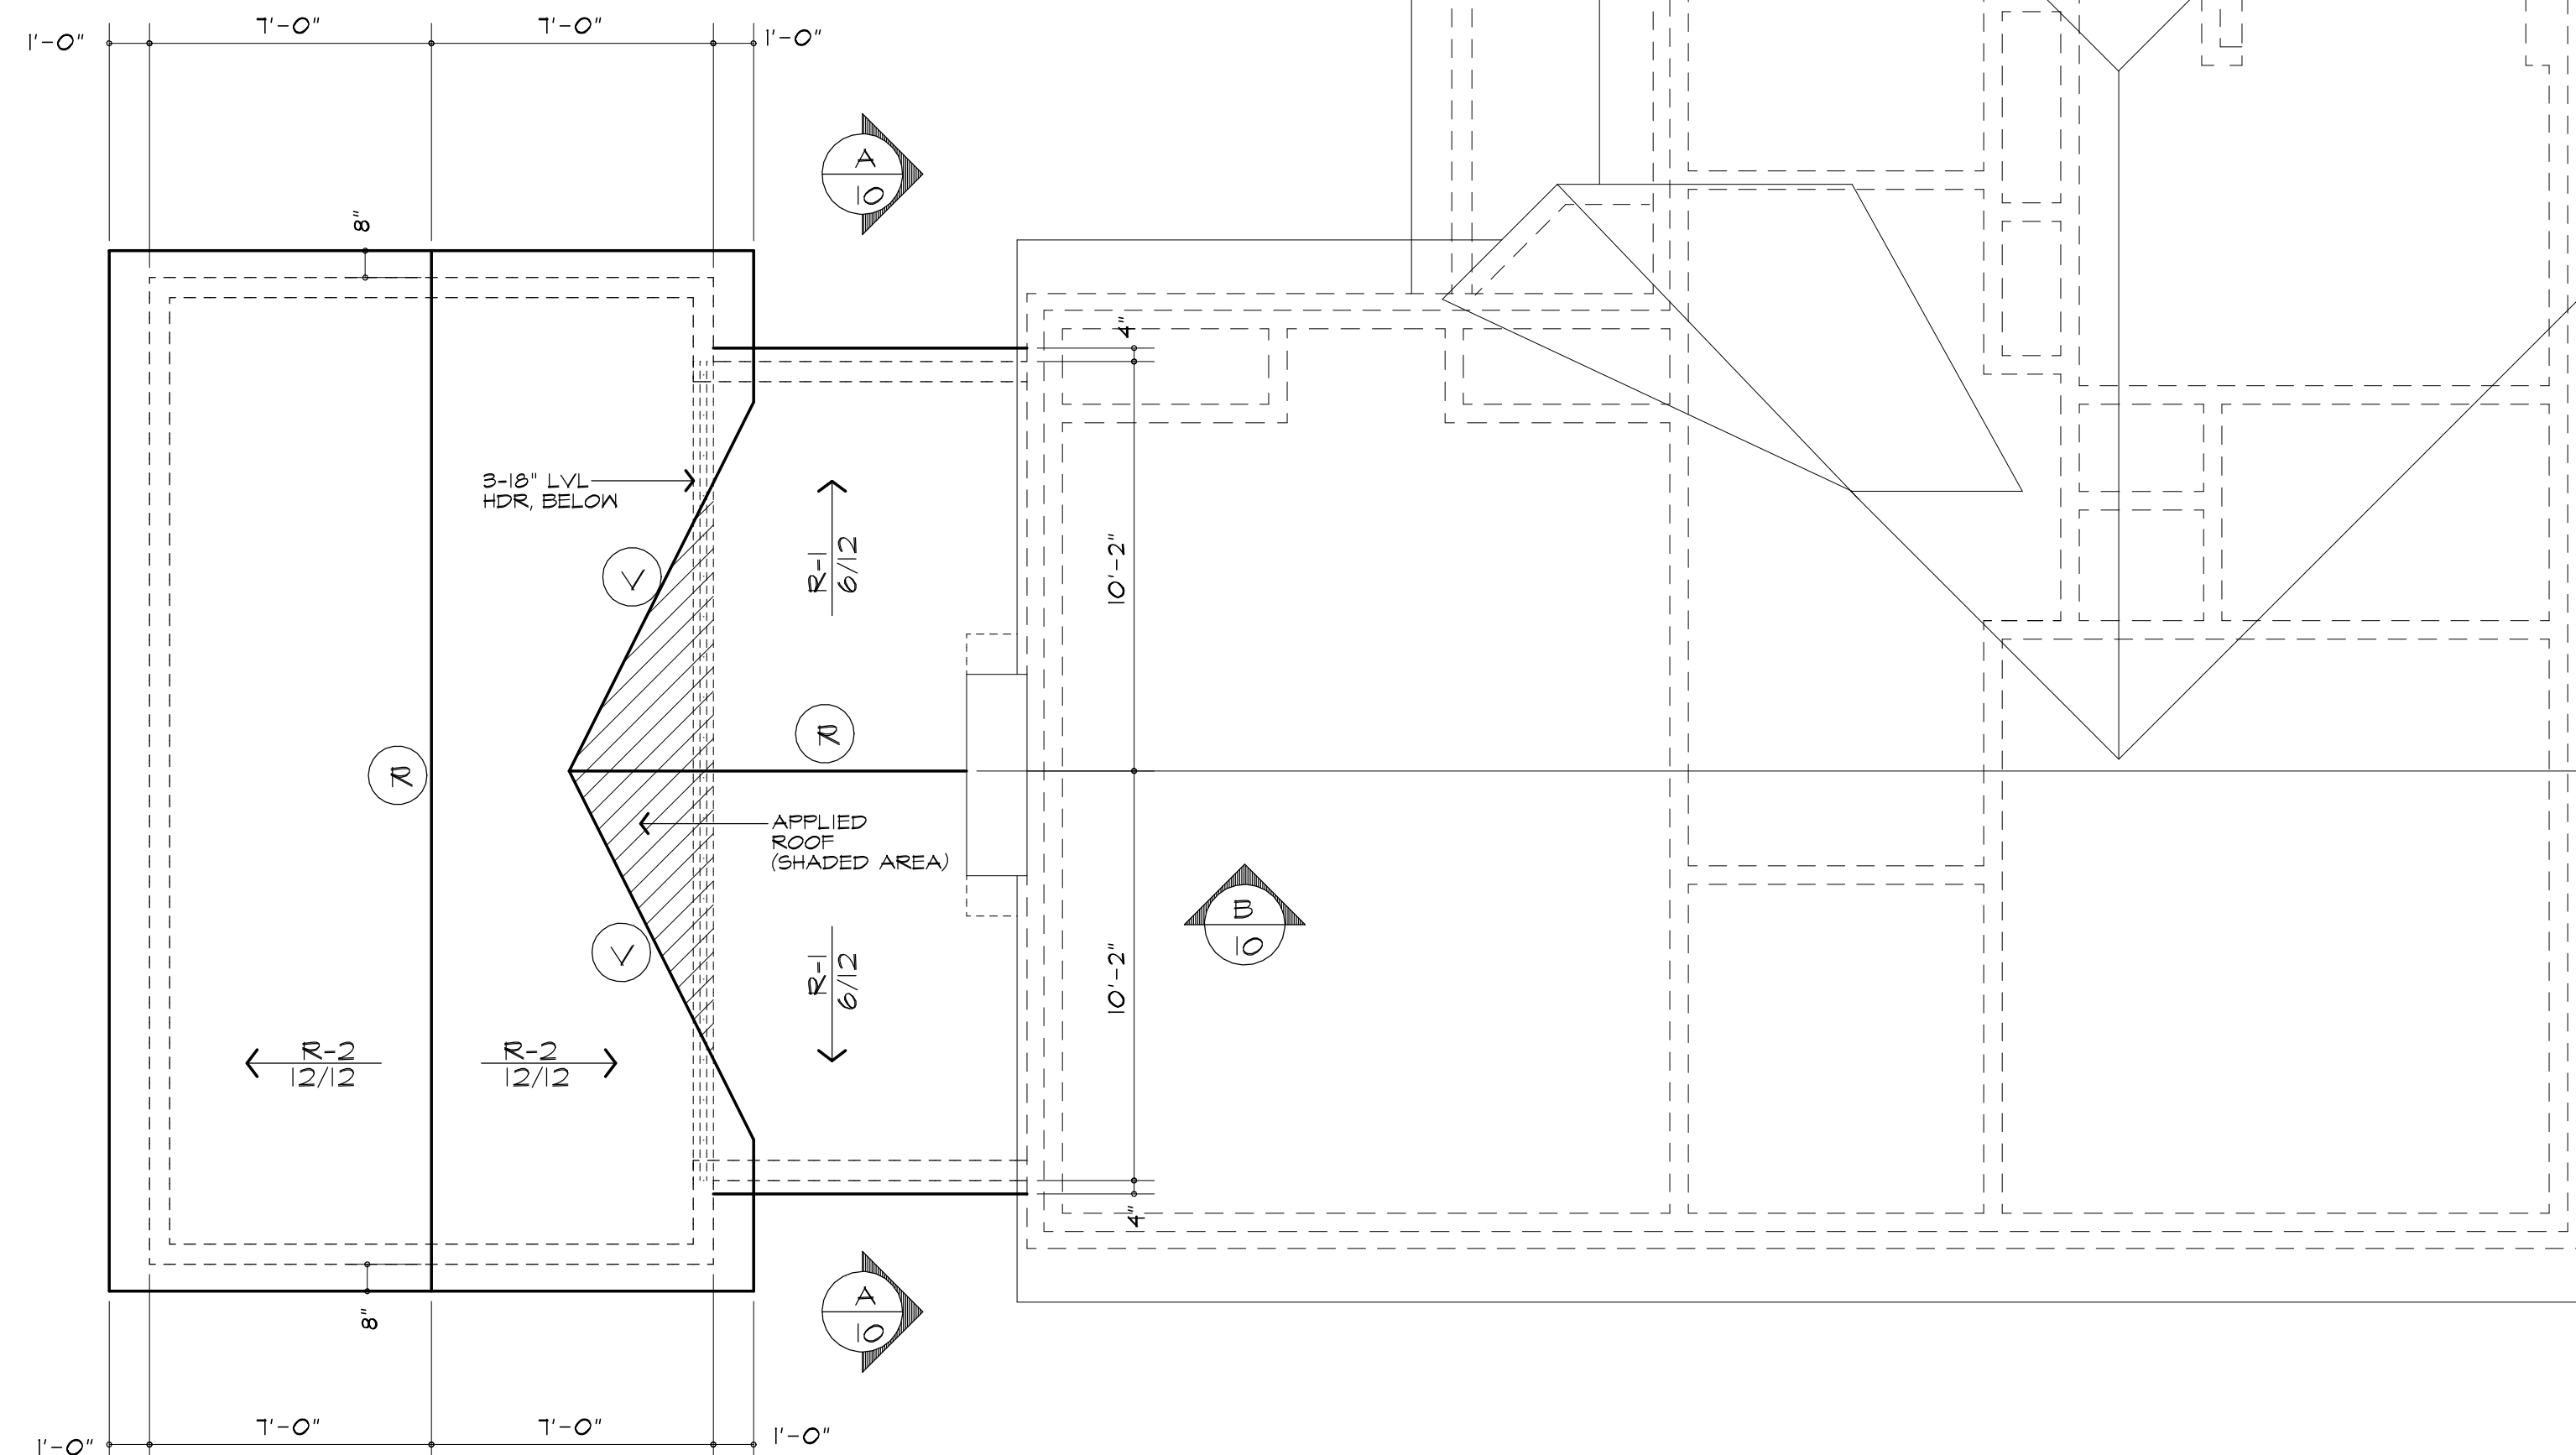 1'-0"
7'-0"
7'-0"
1'-0"
A
10
8"
4"
3-18" LVL
HDR, BELOW
R-1
6/12
10'-2"
V
R
R
APPLIED
ROOF
(SHADED AREA)
B
10
V
R-1
6/12
10'-2"
R-2
12/12
R-2
12/12
4"
A
10
8"
1'-0"
7'-0"
7'-0"
1'-0"